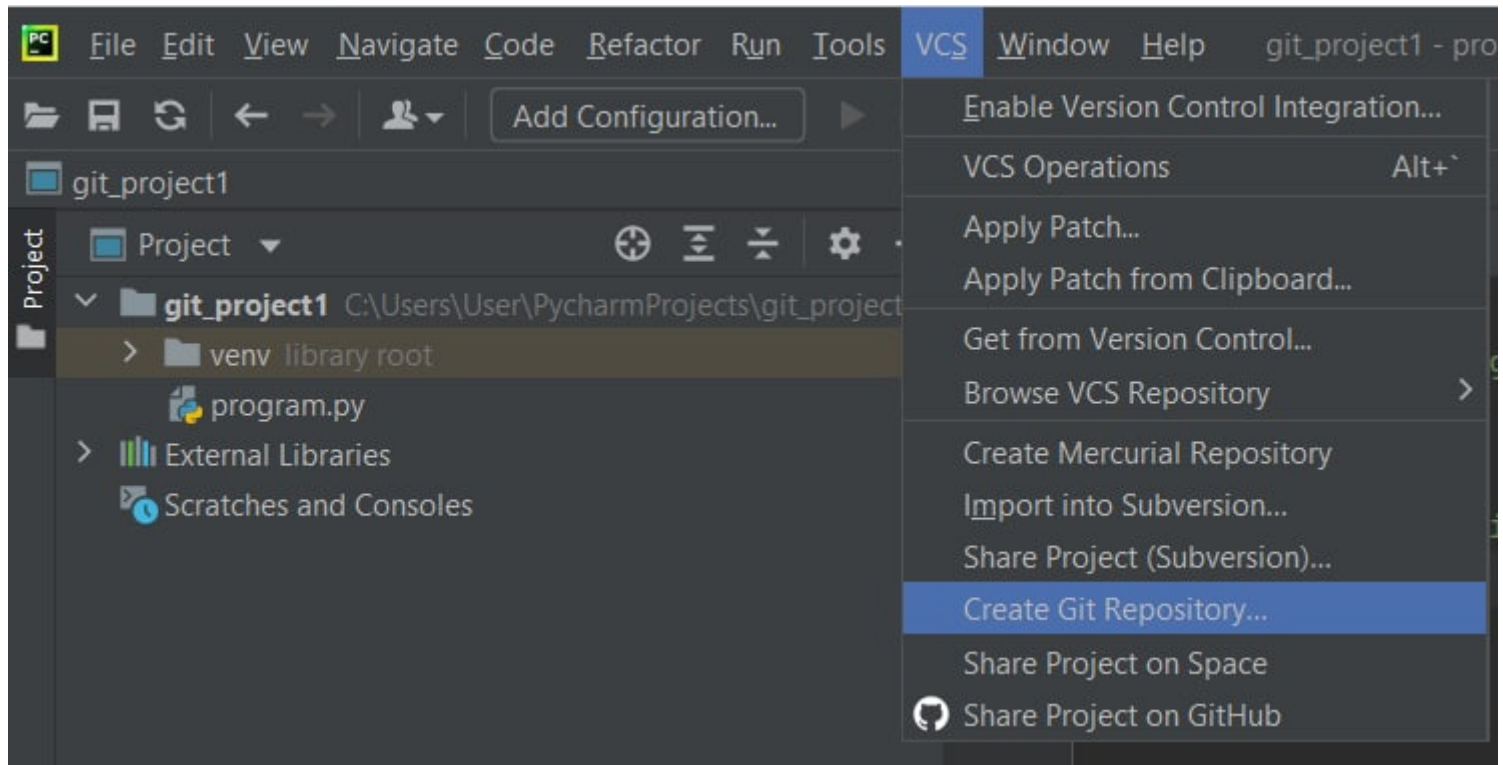 PC File Edit View Navigate Code Refactor Run Tools VCS Window Help git_project1 - pro
Add Configuration...
git_project1
Project
Project
git_project1 C:\Users\User\PycharmProjects\git_project
venv library root
program.py
External Libraries
Scratches and Consoles
Enable Version Control Integration...
VCS Operations Alt+`
Apply Patch...
Apply Patch from Clipboard...
Get from Version Control...
Browse VCS Repository
Create Mercurial Repository
Import into Subversion...
Share Project (Subversion)...
Create Git Repository...
Share Project on Space
Share Project on GitHub